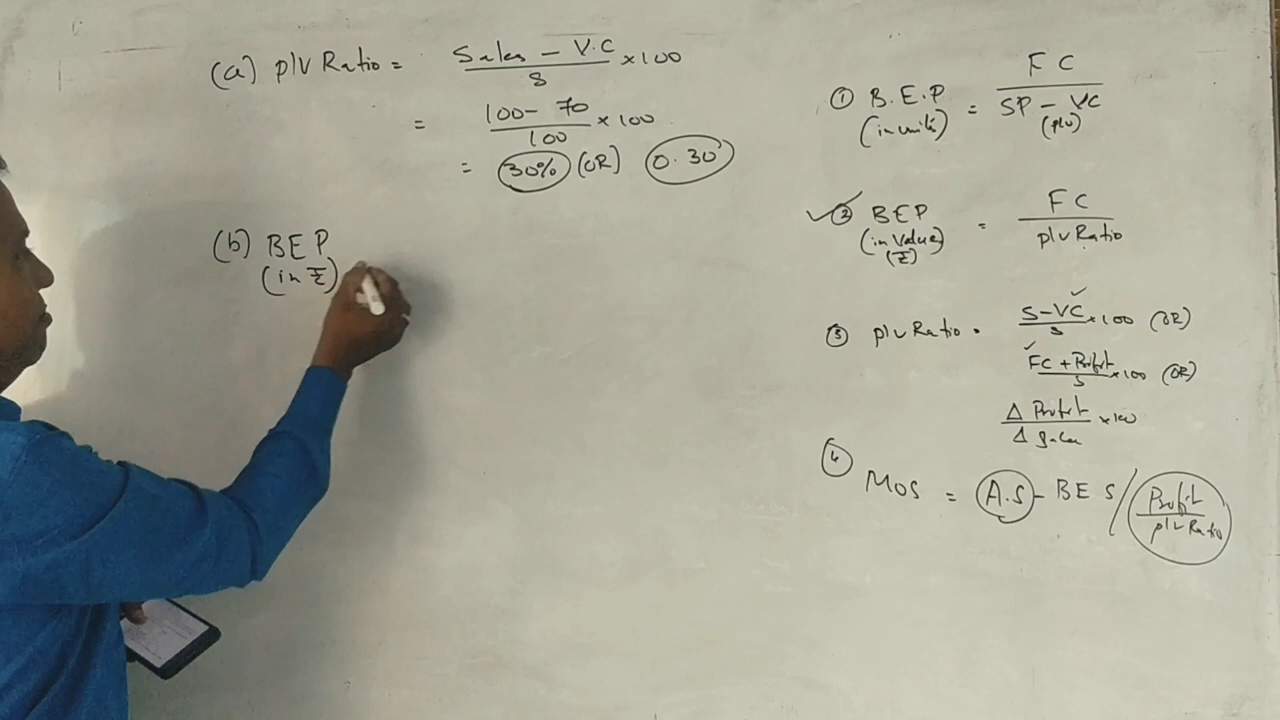 (a) p/v Ratio = Sales - V.C / S × 100
= 100 - 70 / 100 × 100
= 30% (OR) 0.30
(b) BEP
(in ₹)
① B.E.P = FC / SP - VC
(in units) (p/u)
② BEP = FC / p/v Ratio
(in value)
(₹)
③ p/v Ratio = S-VC / S × 100 (OR)
FC + Profit / S × 100 (OR)
Δ Profit / Δ Sales × 100
④ MOS = A.S - BE S / Profit / p/v Ratio